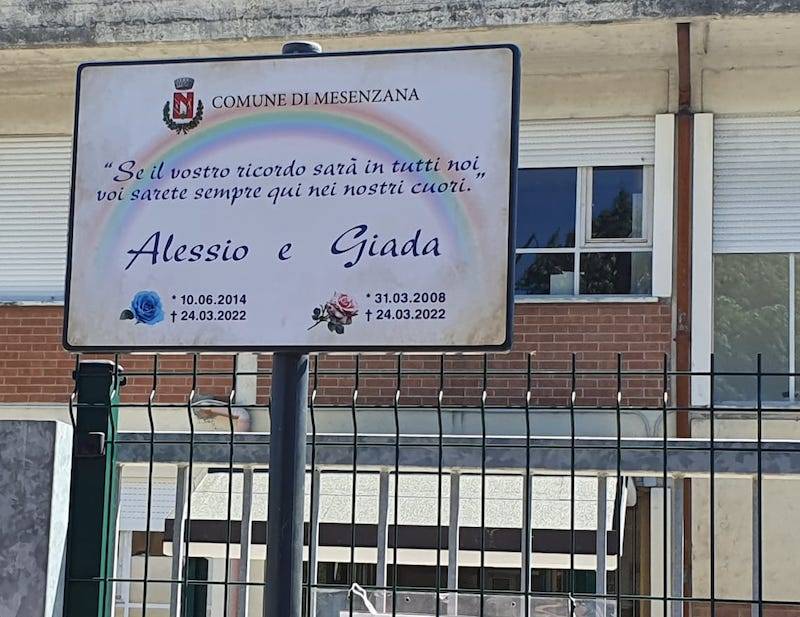 COMUNE DI MESENZANA
“Se il vostro ricordo sarà in tutti noi
voi sarete sempre qui nei nostri cuori.”
Alessio e Giada
* 10.06.2014
† 24.03.2022
* 31.03.2008
† 24.03.2022